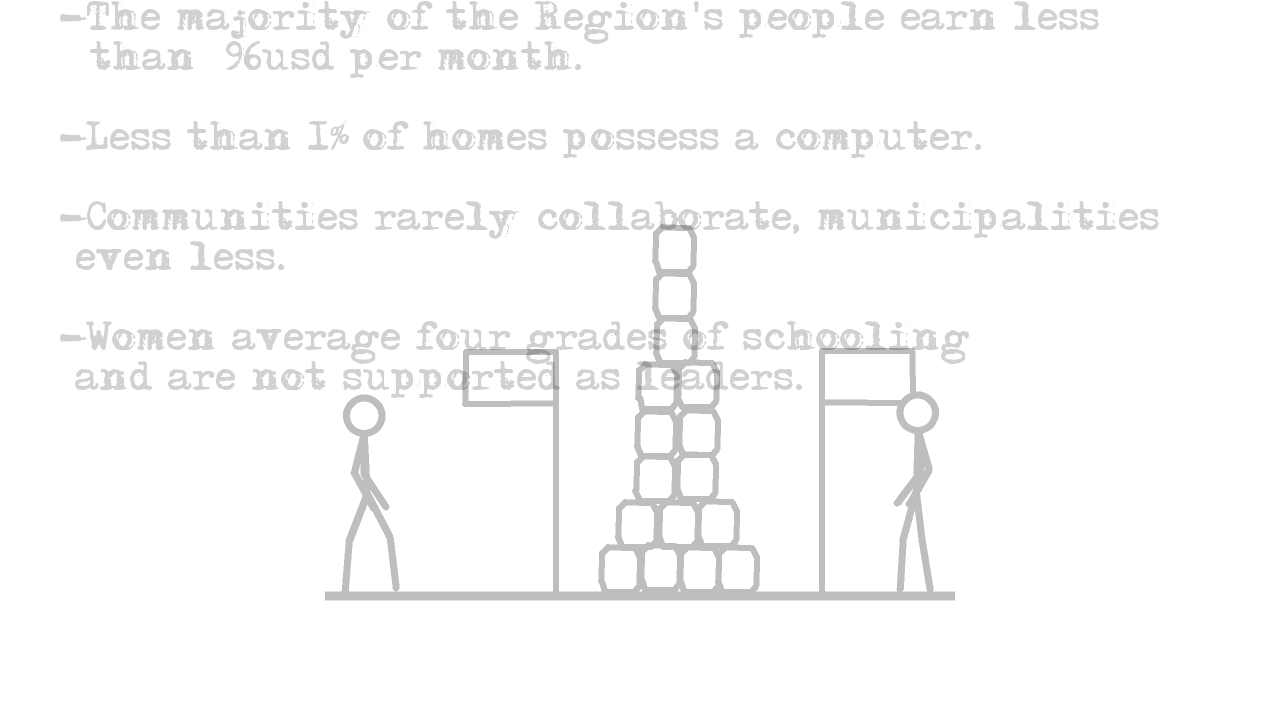 -The majority of the Region's people earn less
than 96usd per month.
-Less than 1% of homes possess a computer.
-Communities rarely collaborate, municipalities
even less.
-Women average four grades of schooling
and are not supported as leaders.